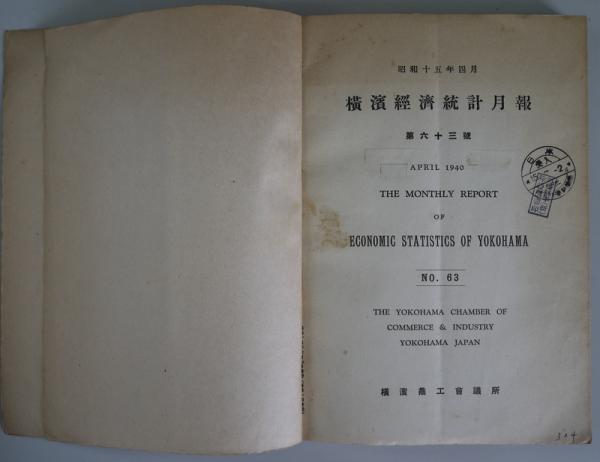 昭和十五年四月
橫濱經濟統計月報
第六十三號
APRIL 1940
THE MONTHLY REPORT
OF
ECONOMIC STATISTICS OF YOKOHAMA
NO. 63
THE YOKOHAMA CHAMBER OF
COMMERCE & INDUSTRY
YOKOHAMA JAPAN
橫濱商工會議所
304